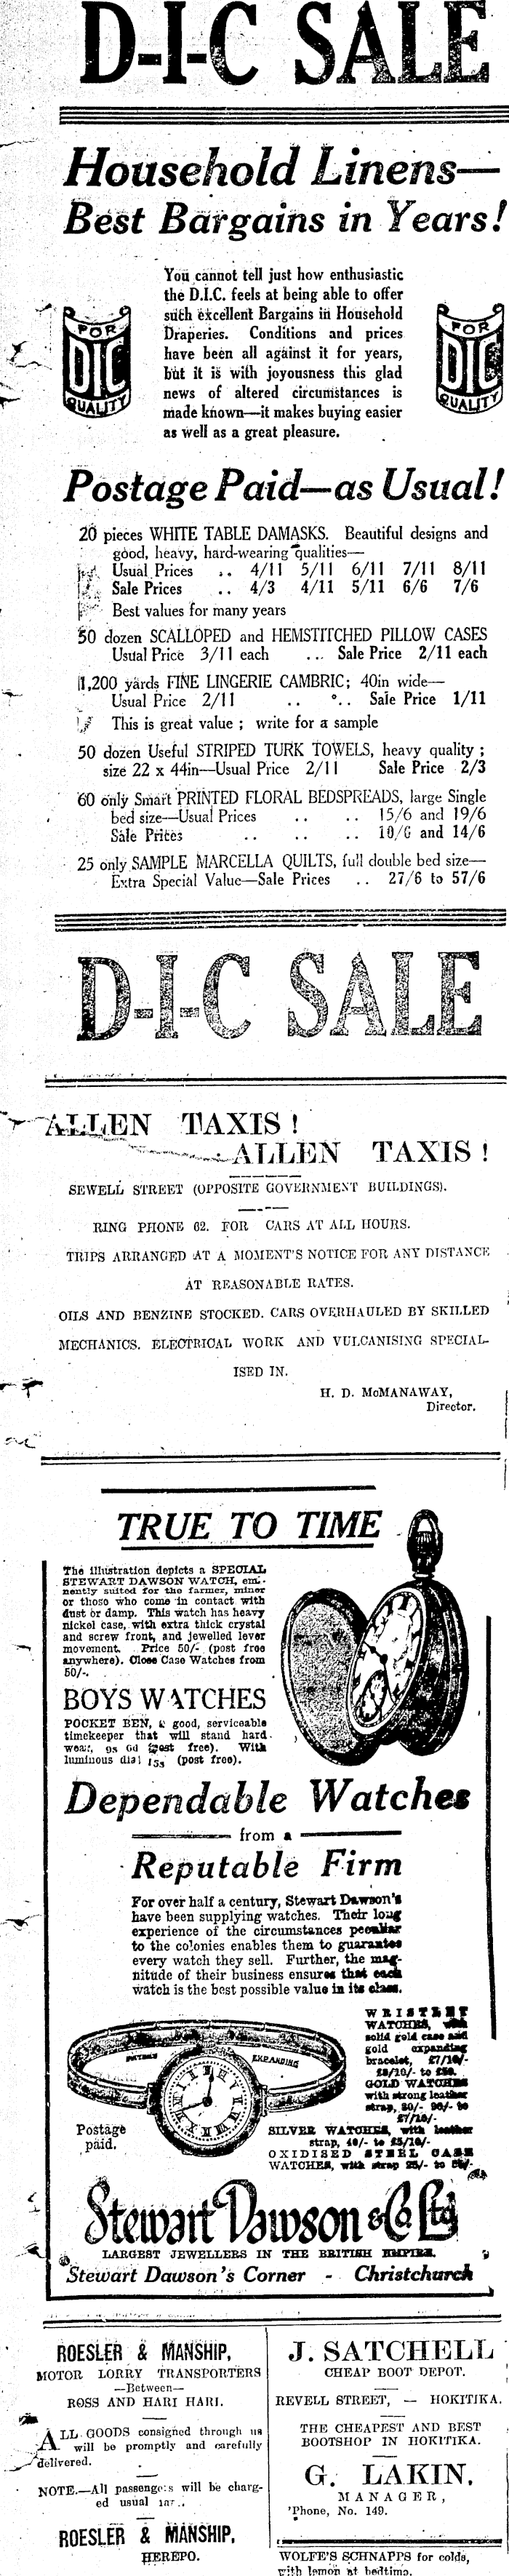 D-I-C SALE
Household Linens—
Best Bargains in Years!
You cannot tell just how enthusiastic
the D.I.C. feels at being able to offer
such excellent Bargains in Household
Draperies. Conditions and prices
have been all against it for years,
but it is with joyousness this glad
news of altered circumstances is
made known—it makes buying easier
as well as a great pleasure.
FOR
DIC
QUALITY
FOR
DIC
QUALITY
Postage Paid—as Usual!
20 pieces WHITE TABLE DAMASKS. Beautiful designs and
good, heavy, hard-wearing qualities—
Usual Prices .. 4/11 5/11 6/11 7/11 8/11
Sale Prices .. 4/3 4/11 5/11 6/6 7/6
Best values for many years
50 dozen SCALLOPED and HEMSTITCHED PILLOW CASES
Usual Price 3/11 each ... Sale Price 2/11 each
1,200 yards FINE LINGERIE CAMBRIC; 40in wide—
Usual Price 2/11 .. .. Sale Price 1/11
This is great value ; write for a sample
50 dozen Useful STRIPED TURK TOWELS, heavy quality ;
size 22 x 44in—Usual Price 2/11 Sale Price 2/3
60 only Smart PRINTED FLORAL BEDSPREADS, large Single
bed size—Usual Prices .. .. 15/6 and 19/6
Sale Prices .. .. .. 10/6 and 14/6
25 only SAMPLE MARCELLA QUILTS, full double bed size—
Extra Special Value—Sale Prices .. 27/6 to 57/6
D-I-C SALE
ALLEN TAXIS !
ALLEN TAXIS !
SEWELL STREET (OPPOSITE GOVERNMENT BUILDINGS).
RING PHONE 62. FOR CARS AT ALL HOURS.
TRIPS ARRANGED AT A MOMENT'S NOTICE FOR ANY DISTANCE
AT REASONABLE RATES.
OILS AND BENZINE STOCKED. CARS OVERHAULED BY SKILLED
MECHANICS. ELECTRICAL WORK AND VULCANISING SPECIAL-
ISED IN.
H. D. McMANAWAY,
Director.
TRUE TO TIME
The illustration depicts a SPECIAL
STEWART DAWSON WATCH, emi-
nently suited for the farmer, miner
or those who come in contact with
dust or damp. This watch has heavy
nickel case, with extra thick crystal
and screw front, and jewelled lever
movement. Price 50/- (post free
anywhere). Close Case Watches from
50/-.
BOYS WATCHES
POCKET BEN, a good, serviceable
timekeeper that will stand hard
wear, 9s 6d (post free). With
luminous dial 15s (post free).
Dependable Watches
from a
Reputable Firm
For over half a century, Stewart Dawson's
have been supplying watches. Their long
experience of the circumstances peculiar
to the colonies enables them to guarantee
every watch they sell. Further, the mag-
nitude of their business ensures that each
watch is the best possible value in its class.
WRISTLET
WATCHES, with
solid gold case and
gold expanding
bracelet, £7/10/-
to
GOLD WATCHES
with strong leather
strap,
EXPANDING
Postage
paid.
SILVER WATCHES, with leather
strap, 40/- to £5/10/-
OXIDISED STEEL CASE
WATCHES, with strap
Stewart Dawson & Co Ltd
LARGEST JEWELLERS IN THE BRITISH EMPIRE.
Stewart Dawson's Corner - Christchurch
ROESLER & MANSHIP,
MOTOR LORRY TRANSPORTERS
—Between—
ROSS AND HARI HARI.
ALL GOODS consigned through us
will be promptly and carefully
delivered.
NOTE.—All passengers will be charg-
ed usual
ROESLER & MANSHIP,
HEREPO.
J. SATCHELL
CHEAP BOOT DEPOT.
REVELL STREET, — HOKITIKA.
THE CHEAPEST AND BEST
BOOTSHOP IN HOKITIKA.
G. LAKIN,
MANAGER,
'Phone, No. 149.
WOLFE'S SCHNAPPS for colds,
with lemon at bedtime.